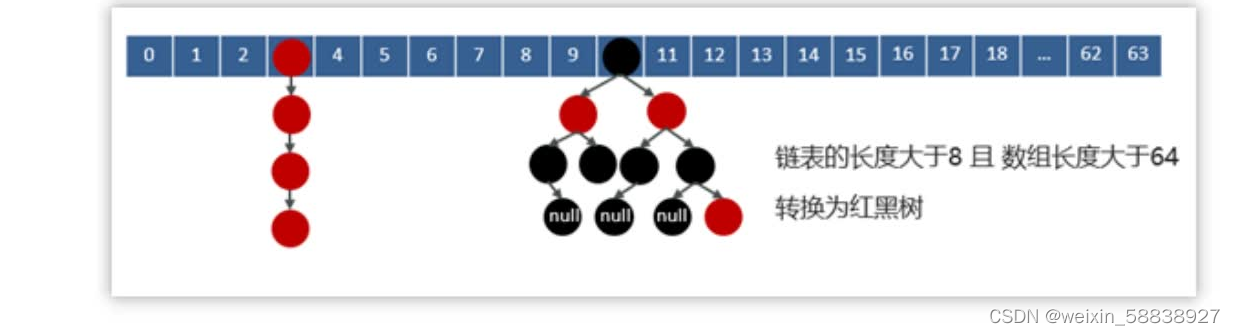 0 1 2 4 5 6 7 8 9 11 12 13 14 15 16 17 18 ... 62 63
链表的长度大于8 且 数组长度大于64
转换为红黑树
null null null
CSDN @weixin_58838927